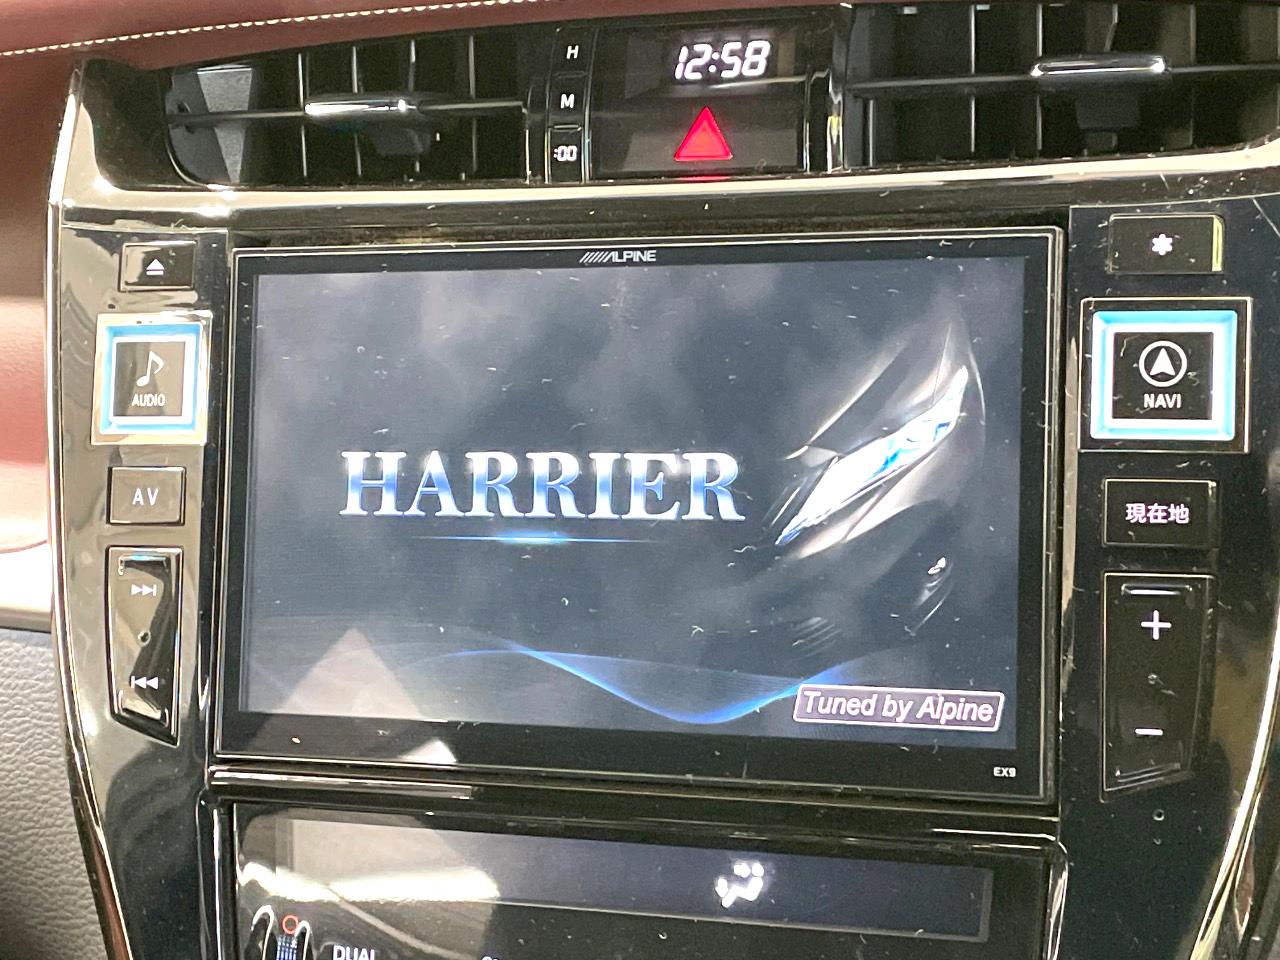 H
12:58
M
:00
ALPINE
AUDIO
NAVI
HARRIER
AV
現在地
+
Tuned by Alpine
-
EX9
DUAL